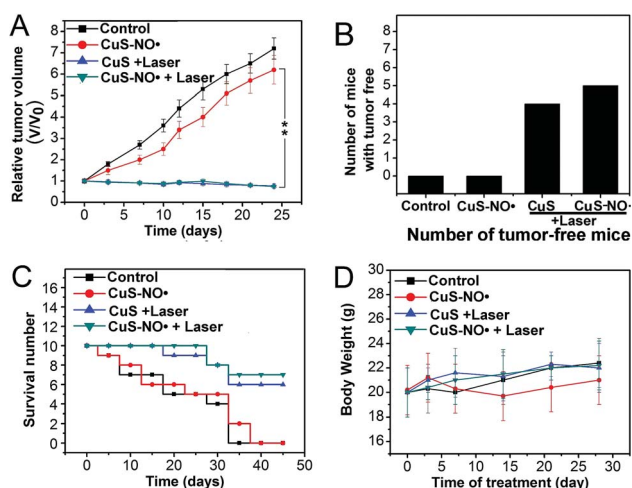 A
Control
CuS-NO•
CuS +Laser
CuS-NO• + Laser
Relative tumor volume
(V/V0)
8
7
6
5
4
3
2
1
0
**
0 5 10 15 20 25
Time (days)
B
Number of mice
with tumor free
8
6
4
2
0
Control CuS-NO• CuS CuS-NO•
+Laser
Number of tumor-free mice
C
Control
CuS-NO•
CuS +Laser
CuS-NO• + Laser
Survival number
16
14
12
10
8
6
4
2
0
0 10 20 30 40 50
Time (days)
D
Control
CuS-NO•
CuS +Laser
CuS-NO• + Laser
Body Weight (g)
30
28
26
24
22
20
18
16
0 5 10 15 20 25 30
Time of treatment (day)